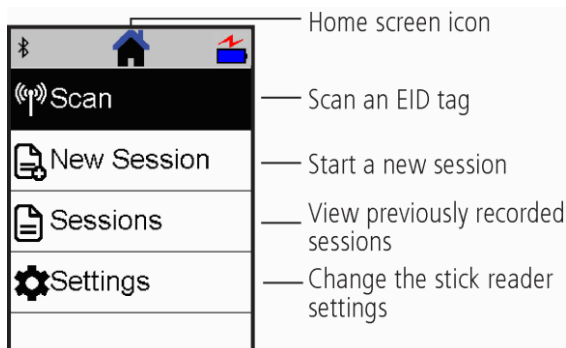 Home screen icon
Scan
Scan an EID tag
New Session
Start a new session
Sessions
View previously recorded
sessions
Settings
Change the stick reader
settings